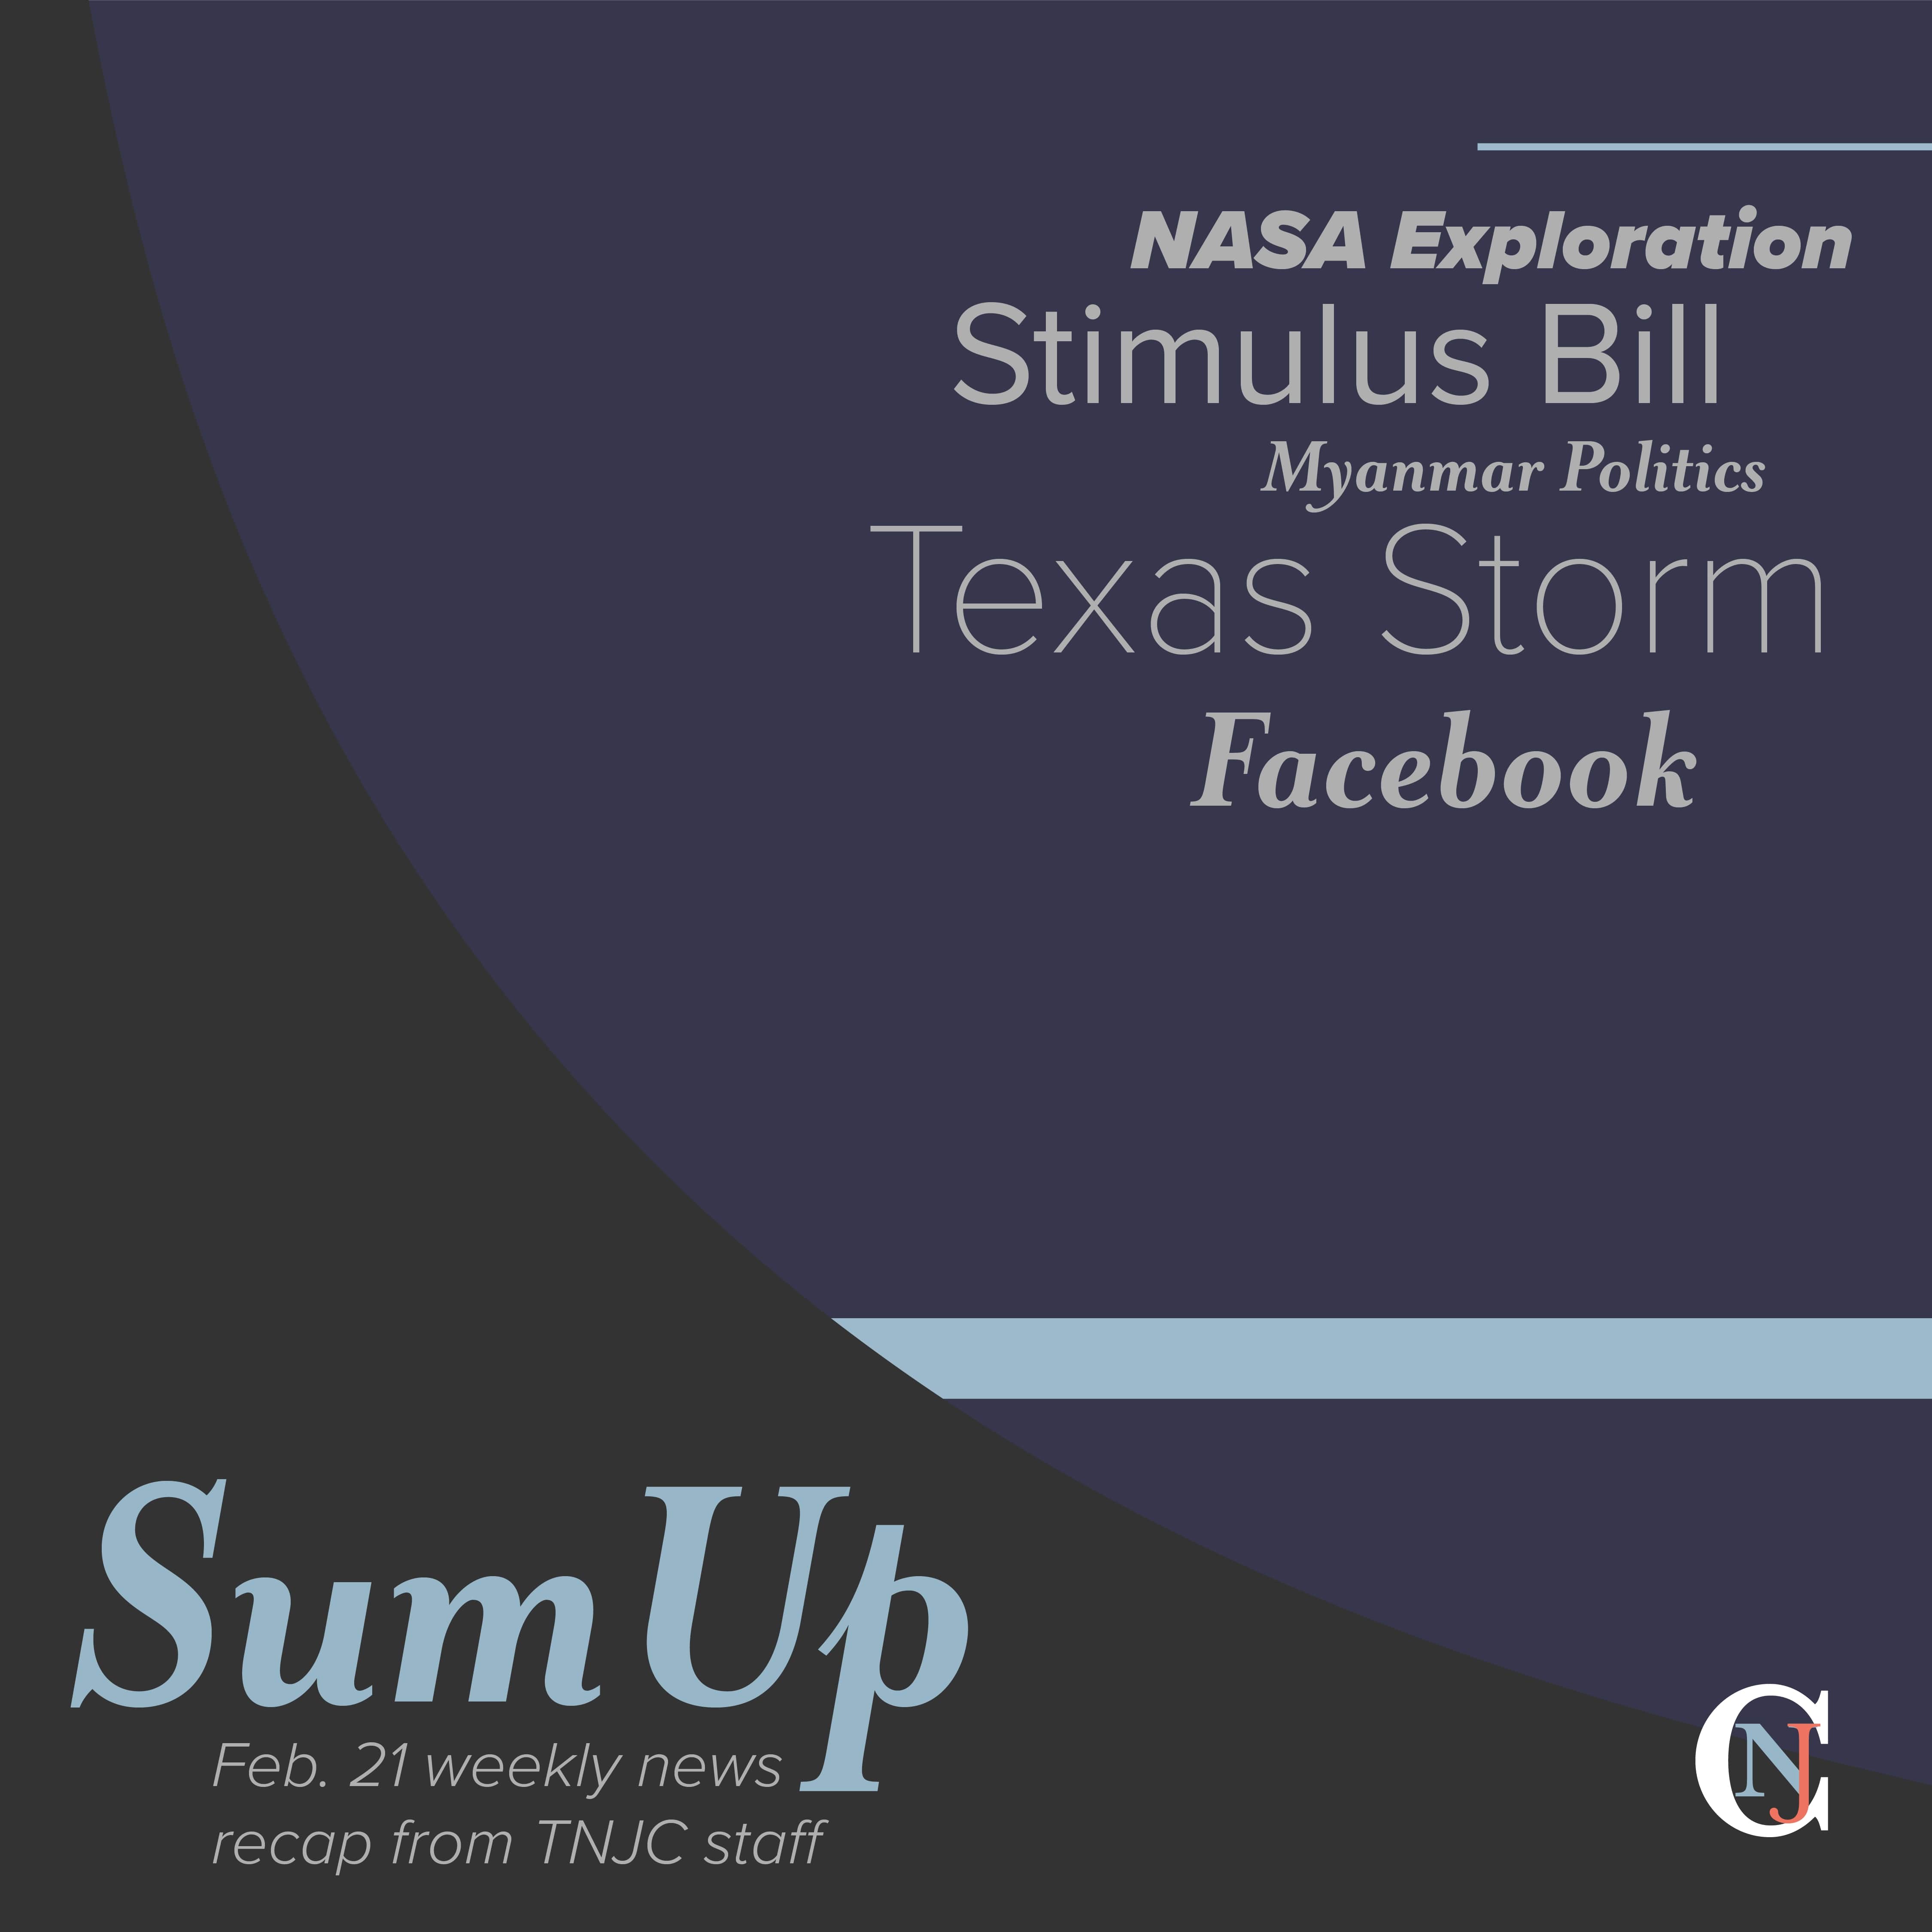 NASA Exploration
Stimulus Bill
Myanmar Politics
Texas Storm
Facebook
SumUp
Feb. 21 weekly news
recap from TNJC staff
CNJ